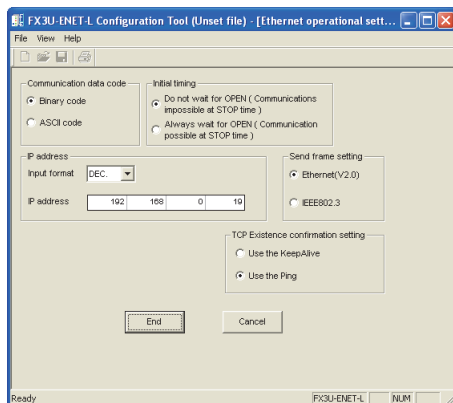 FX3U-ENET-L Configuration Tool (Unset file) - [Ethernet operational sett...
File View Help
Communication data code
Binary code
ASCII code
Initial timing
Do not wait for OPEN ( Communications
impossible at STOP time )
Always wait for OPEN ( Communication
possible at STOP time )
IP address
Input format DEC.
IP address 192 168 0 19
Send frame setting
Ethernet(V2.0)
IEEE802.3
TCP Existence confirmation setting
Use the KeepAlive
Use the Ping
End Cancel
Ready FX3U-ENET-L NUM